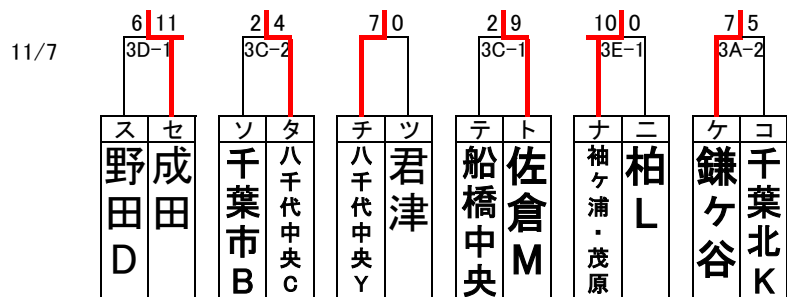 6 11 2 4 7 0 2 9 10 0 7 5
11/7 3D-1 3C-2 3C-1 3E-1 3A-2
ス セ ソ タ チ ツ テ ト ナ ニ ケ コ
野田D
成田
千葉市B
八千代中央C
八千代中央Y
君津
船橋中央
佐倉M
袖ヶ浦・茂原
柏L
鎌ケ谷
千葉北K